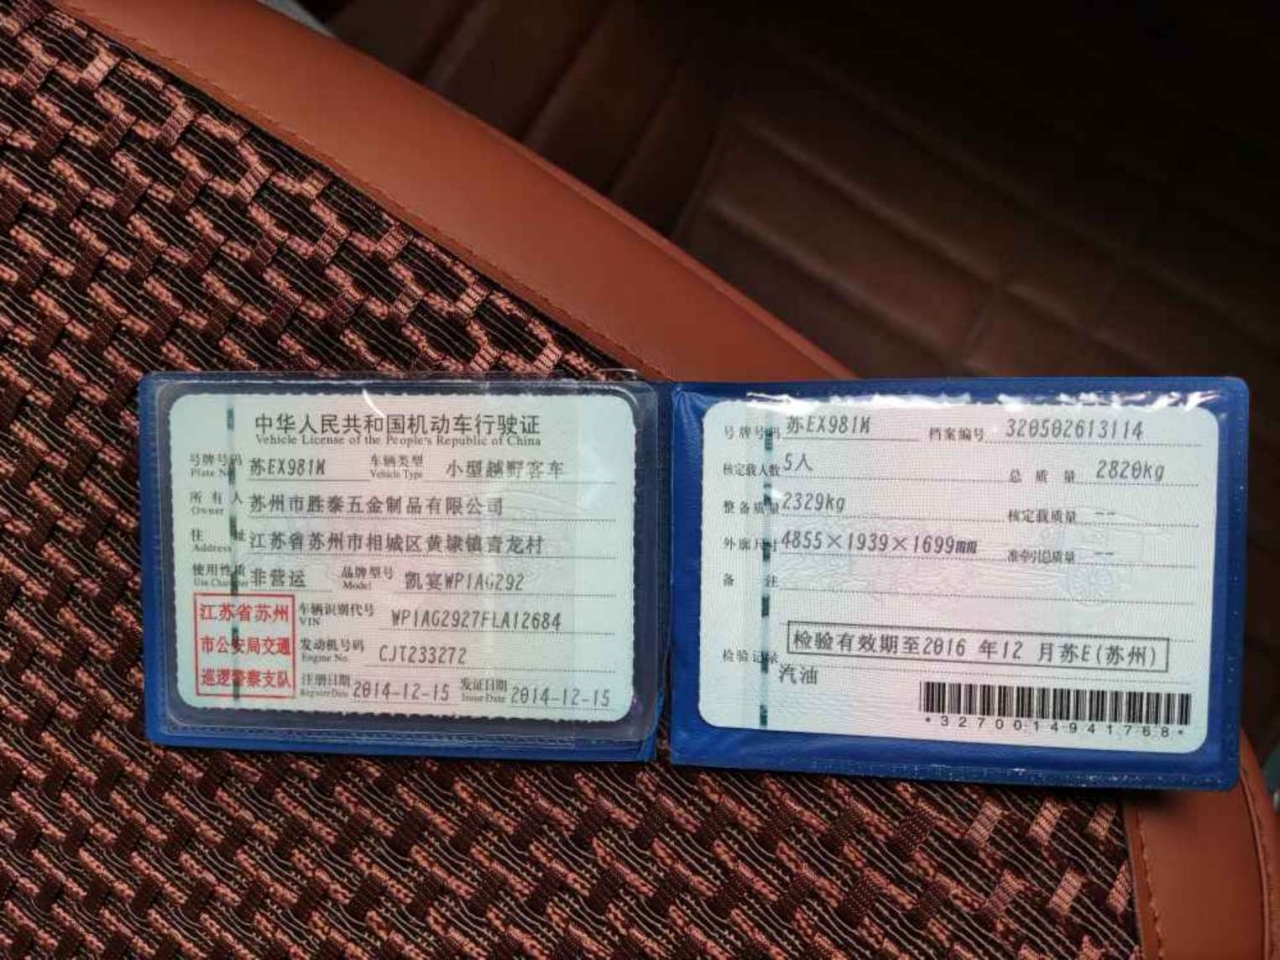 中华人民共和国机动车行驶证
Vehicle License of the People's Republic of China
号牌号码 Plate No. 苏EX981M 车辆类型 Vehicle Type 小型越野客车
所有人 Owner 苏州市胜泰五金制品有限公司
住址 Address 江苏省苏州市相城区黄埭镇青龙村
使用性质 Use Character 非营运 品牌型号 Model 凯宴WP1AG292
江苏省苏州
市公安局交通
巡逻警察支队
车辆识别代号 VIN WP1AG2927FLA12684
发动机号码 Engine No. CJT233272
注册日期 Register Date 2014-12-15 发证日期 Issue Date 2014-12-15
号牌号码 苏EX981M 档案编号 320502613114
核定载人数 5人 总质量 2820kg
整备质量 2329kg 核定载质量 --
外廓尺寸 4855×1939×1699mm 准牵引总质量 --
备注
检验有效期至2016 年12 月苏E(苏州)
检验记录
汽油
*3270014941768*